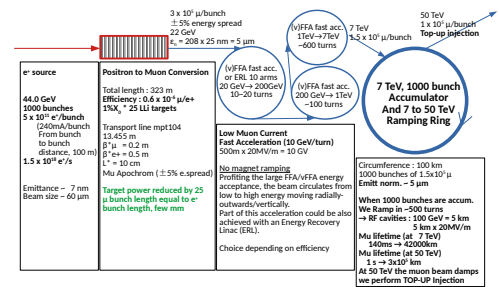 3 x 10⁵ μ/bunch
±5% energy spread
22 GeV
εₙ = 208 x 25 nm = 5 μm
(v)FFA fast acc.
1TeV→7TeV
~600 turns
7 TeV
1.5 x10⁵μ/bunch
50 TeV
1 x 10⁵ μ/bunch
Top-up injection
(v)FFA fast acc.
or ERL 10 arms
20 GeV→ 200GeV
10−20 turns
(v)FFA fast acc.
200 GeV→ 1TeV
~100 turns
7 TeV, 1000 bunch
Accumulator
And 7 to 50 TeV
Ramping Ring
e⁺ source
44.0 GeV
1000 bunches
5 x 10¹¹ e⁺/bunch
(240mA/bunch
From bunch
to bunch
distance, 100 m)
1.5 x10¹⁸ e⁺/s
Emittance ~ 7 nm
Beam size ~ 60 μm
Positron to Muon Conversion
Total length : 323 m
Efficiency : 0.6 x 10⁻⁶ μ/e+
1%X₀ * 25 LLi targets
Transport line mpt104
13.455 m
β*μ = 0.2 m
β*e+ = 0.5 m
L* = 10 cm
Mu Apochrom (±5% e.spread)
Target power reduced by 25
μ bunch length equal to e⁺
bunch length, few mm
Low Muon Current
Fast Acceleration (10 GeV/turn)
500m x 20MV/m = 10 GV
No magnet ramping
Profiting the large FFA/vFFA energy
acceptance, the beam circulates from
low to high energy moving radially-
outwards/vertically.
Part of this acceleration could be also
achieved with an Energy Recovery
Linac (ERL).
Choice depending on efficiency
Circumference : 100 km
1000 bunches of 1.5x10⁵ μ
Emitt norm. ~ 5 μm
When 1000 bunches are accum.
We Ramp in ~500 turns
→ RF cavities : 100 GeV = 5 km
5 km x 20MV/m
Mu lifetime (at 7 TeV)
140ms → 42000km
Mu lifetime (at 50 TeV)
1 s → 3x10⁵ km
At 50 TeV the muon beam damps
we perform TOP-UP Injection